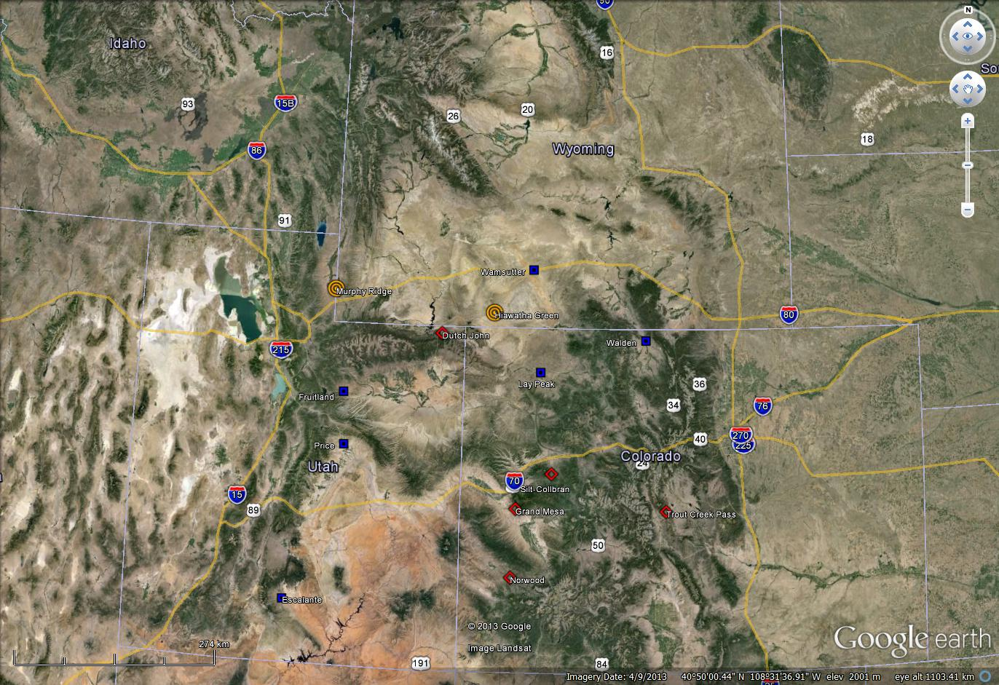 90
Idaho
16
So
93
15B
26
20
18
86
Wyoming
91
Wamsutter
Murphy Ridge
Hiawatha Green
80
Dutch John
Walden
215
Lay Peak
36
Fruitland
34
76
270
225
40
Price
Utah
Colorado
24
70
Silt-Collbran
15
89
Grand Mesa
Trout Creek Pass
50
Norwood
Escalante
© 2013 Google
Image Landsat
274 km
Google earth
191
84
N
Imagery Date: 4/9/2013 40°50'00.44" N 108°31'36.91" W elev 2001 m eye alt 1103.41 km